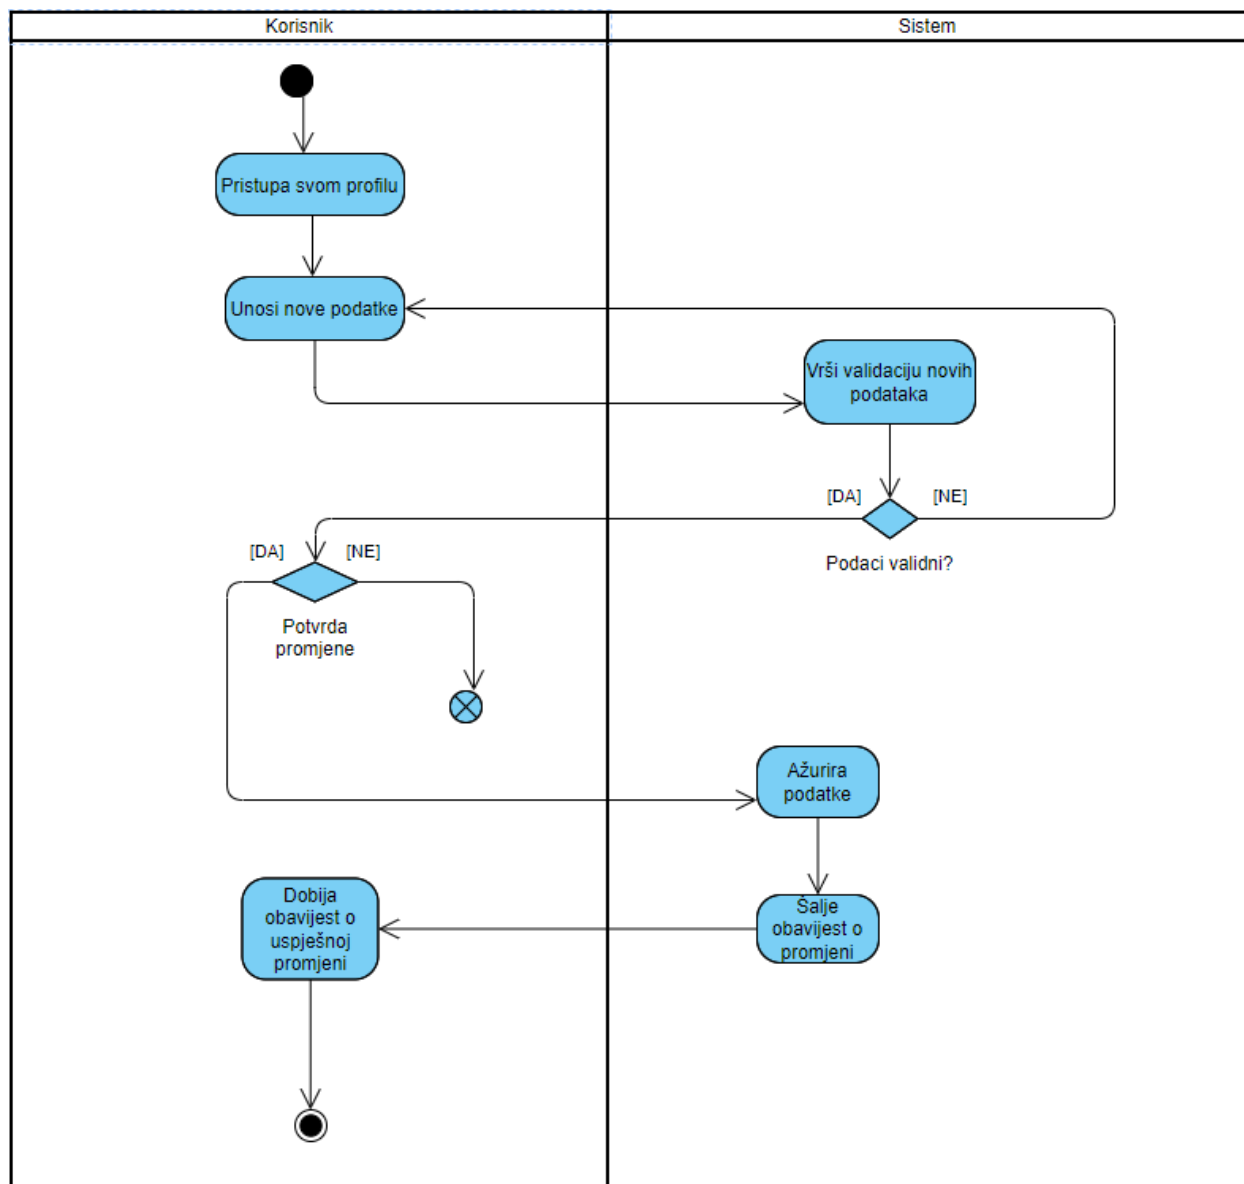 Korisnik
Sistem
Pristupa svom profilu
Unosi nove podatke
Vrši validaciju novih
podataka
[DA]
[NE]
Podaci validni?
[DA]
[NE]
Potvrda
promjene
Ažurira
podatke
Šalje
obavijest o
promjeni
Dobija
obavijest o
uspješnoj
promjeni